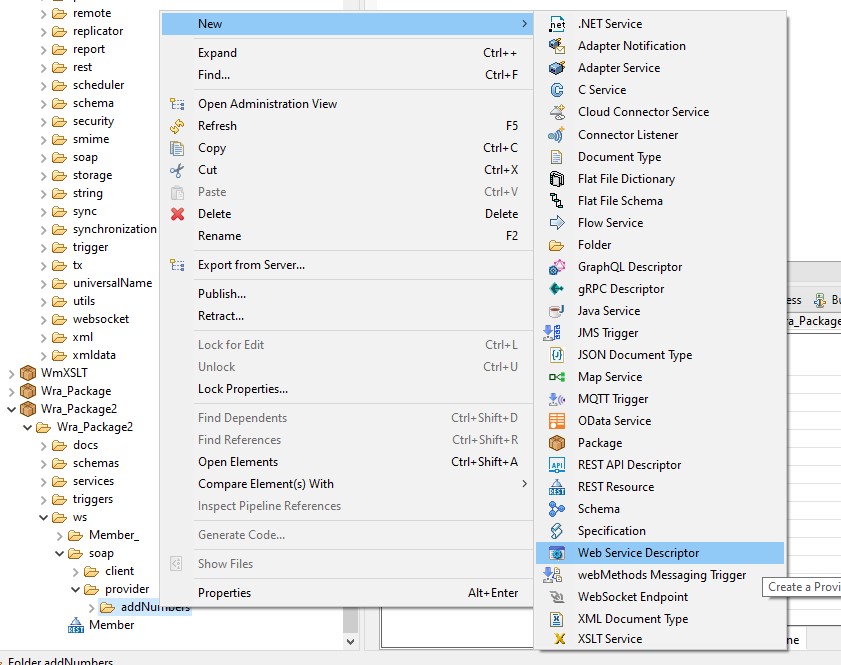 remote
replicator
report
rest
scheduler
schema
security
smime
soap
storage
string
sync
synchronization
trigger
tx
universalName
utils
websocket
xml
xmldata
WmXSLT
Wra_Package
Wra_Package2
Wra_Package2
docs
schemas
services
triggers
ws
Member_
soap
client
provider
addNumbers
Member
Folder addNumbers
New
Expand Ctrl++
Find... Ctrl+F
Open Administration View
Refresh F5
Copy Ctrl+C
Cut Ctrl+X
Paste Ctrl+V
Delete Delete
Rename F2
Export from Server...
Publish...
Retract...
Lock for Edit Ctrl+L
Unlock Ctrl+U
Lock Properties...
Find Dependents Ctrl+Shift+D
Find References Ctrl+Shift+R
Open Elements Ctrl+Shift+A
Compare Element(s) With
Inspect Pipeline References
Generate Code...
Show Files
Properties Alt+Enter
.NET Service
Adapter Notification
Adapter Service
C Service
Cloud Connector Service
Connector Listener
Document Type
Flat File Dictionary
Flat File Schema
Flow Service
Folder
GraphQL Descriptor
gRPC Descriptor
Java Service
JMS Trigger
JSON Document Type
Map Service
MQTT Trigger
OData Service
Package
REST API Descriptor
REST Resource
Schema
Specification
Web Service Descriptor
webMethods Messaging Trigger
WebSocket Endpoint
XML Document Type
XSLT Service
ess Bu
ra_Package
Create a Provi
ne